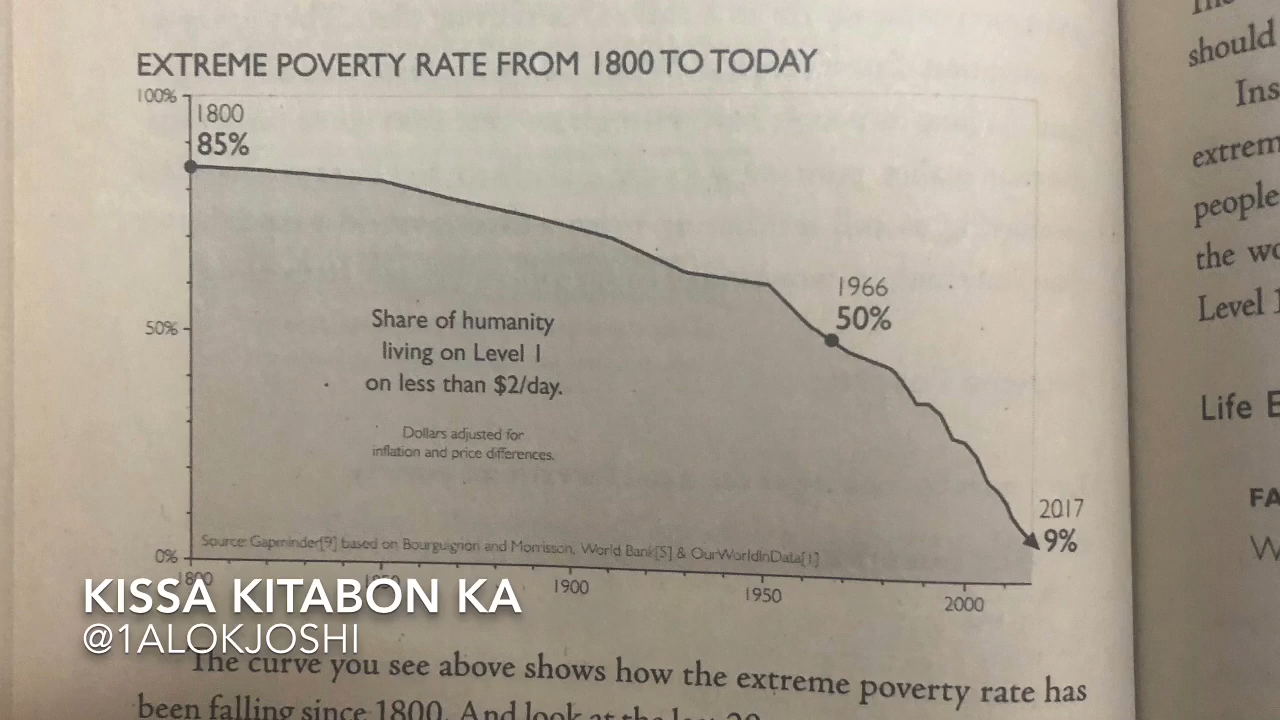 EXTREME POVERTY RATE FROM 1800 TO TODAY
100%
1800
85%
50%
1966
50%
Share of humanity
living on Level 1
on less than $2/day.
Dollars adjusted for
inflation and price differences.
2017
9%
Source: Gapminder[9] based on Bourguignon and Morrisson, World Bank[5] & OurWorldInData[1]
0%
1800
1850
1900
1950
2000
KISSA KITABON KA
@1ALOKJOSHI
The curve you see above shows how the extreme poverty rate has
been falling since 1800. And look at the last 20
should
Ins
extrem
people
the wo
Level 1
Life E
FA
W